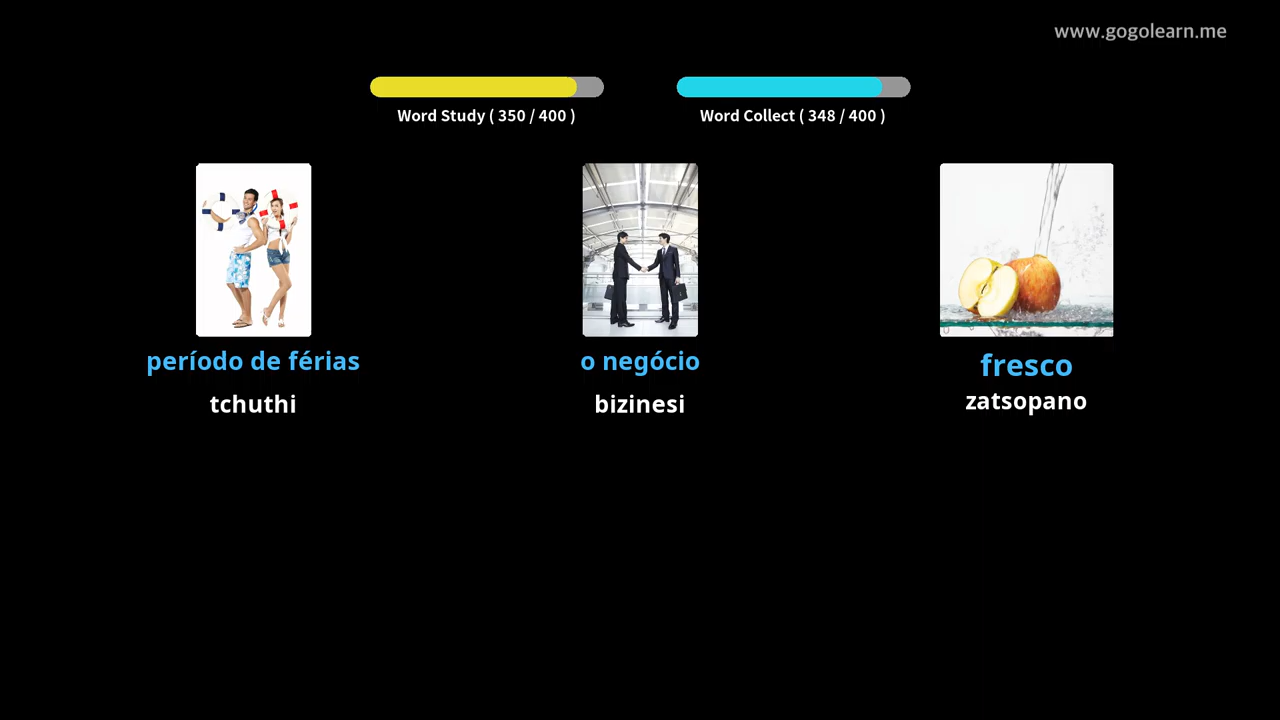 www.gogolearn.me
Word Study ( 350 / 400 )
Word Collect ( 348 / 400 )
período de férias
o negócio
fresco
tchuthi
bizinesi
zatsopano